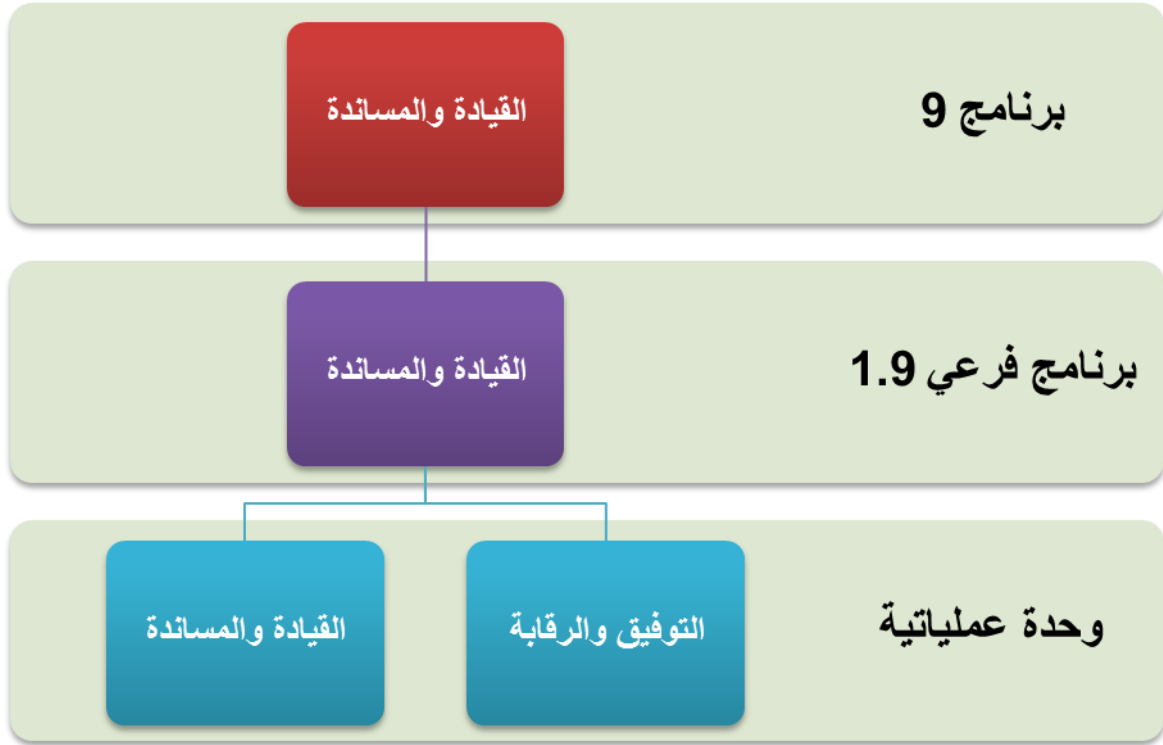 برنامج 9
القيادة والمساندة
برنامج فرعي 1.9
القيادة والمساندة
وحدة عملياتية
التوفيق والرقابة
القيادة والمساندة